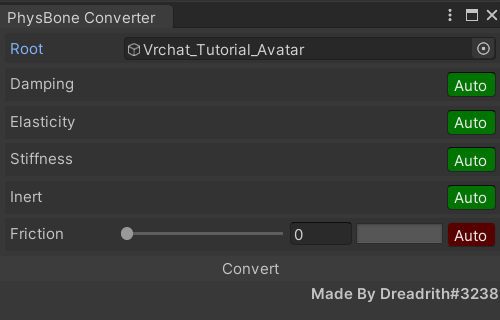 PhysBone Converter
Root Vrchat_Tutorial_Avatar
Damping Auto
Elasticity Auto
Stiffness Auto
Inert Auto
Friction 0 Auto
Convert
Made By Dreadrith#3238